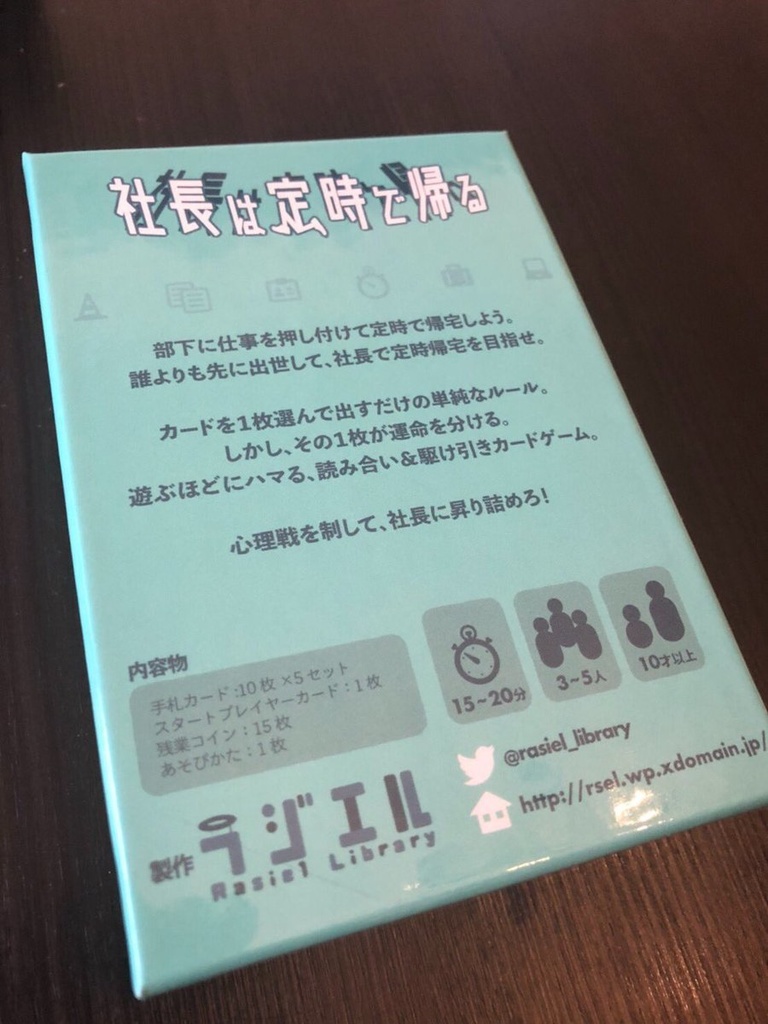 社長は定時で帰る
部下に仕事を押し付けて定時で帰宅しよう。
誰よりも先に出世して、社長で定時帰宅を目指せ。
カードを1枚選んで出すだけの単純なルール。
しかし、その1枚が運命を分ける。
遊ぶほどにハマる、読み合い&駆け引きカードゲーム。
心理戦を制して、社長に昇り詰めろ!
内容物
手札カード:10枚×5セット
スタートプレイヤーカード:1枚
残業コイン:15枚
あそびかた:1枚
15~20分
3~5人
10才以上
@rasiel_library
http://rsel.wp.xdomain.jp/
製作 ラジエル
Rasiel Library